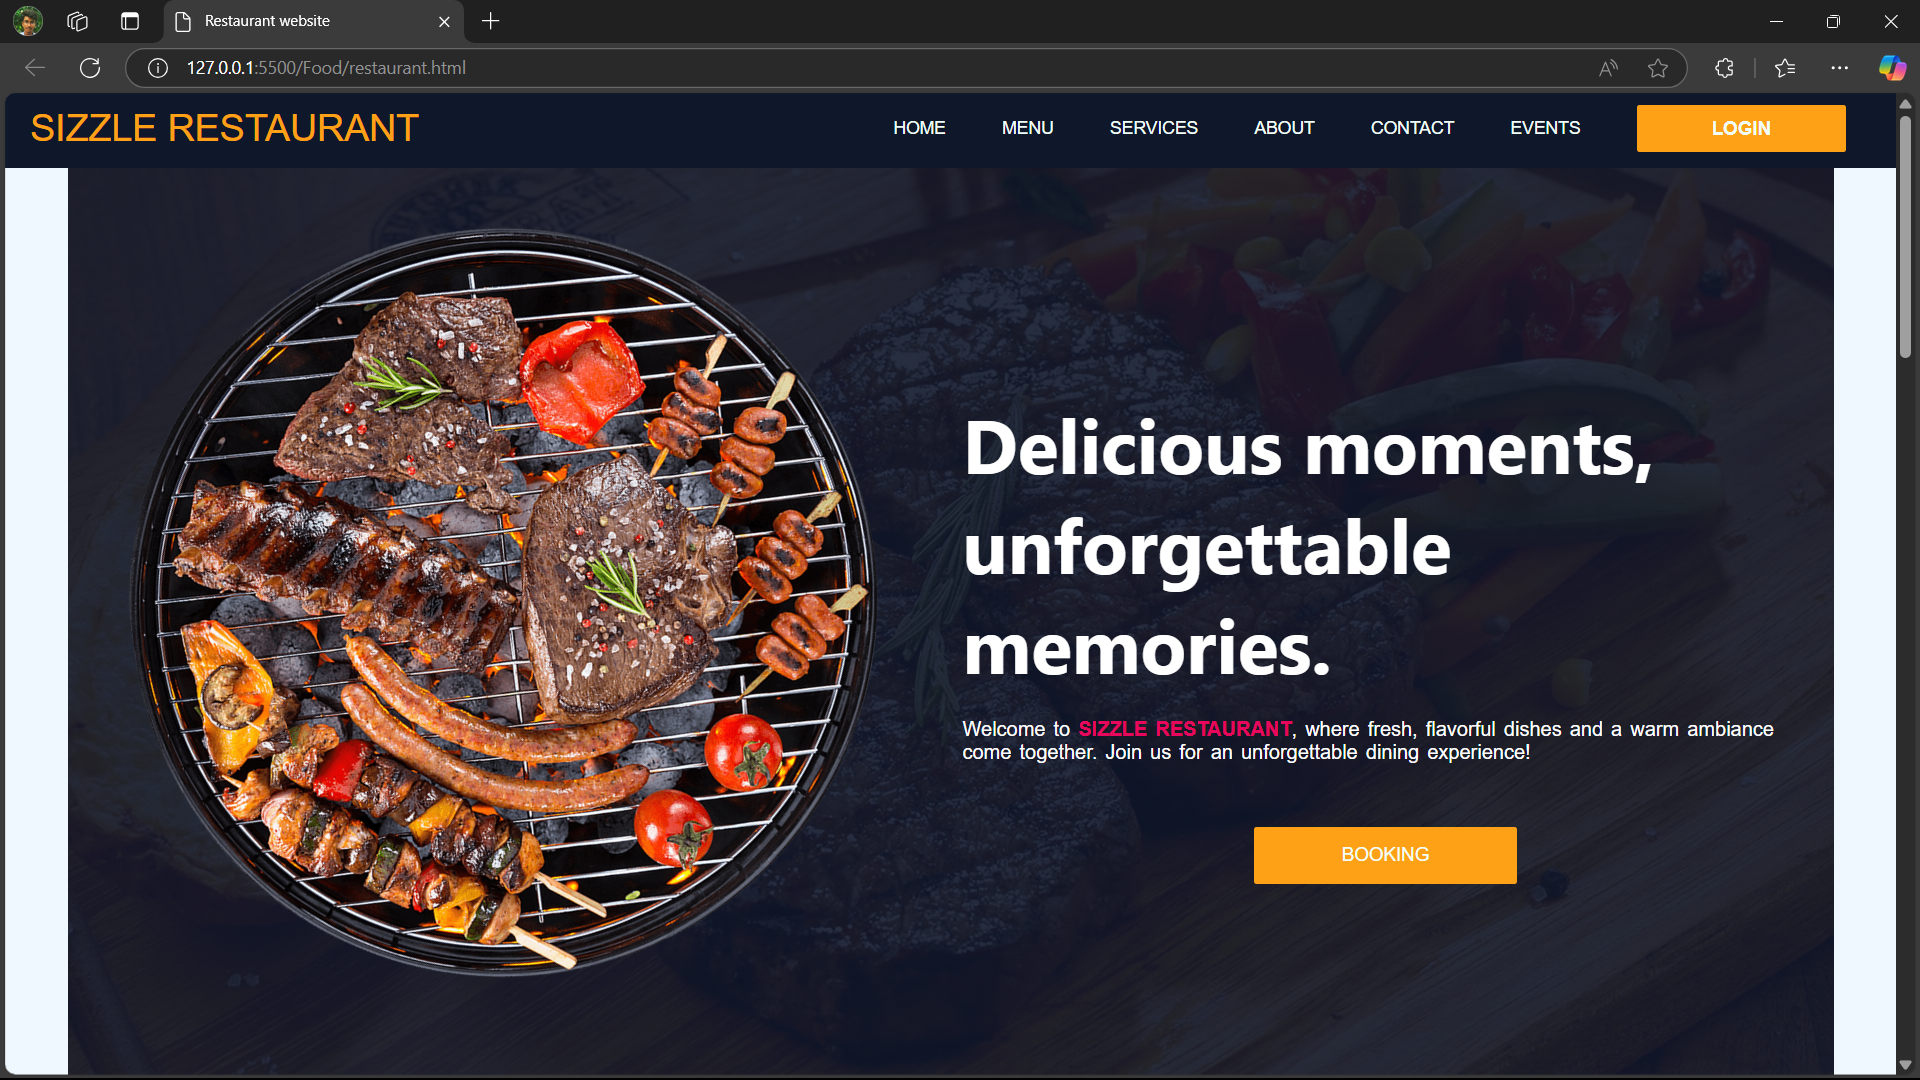 Restaurant website
127.0.0.1:5500/Food/restaurant.html
SIZZLE RESTAURANT
HOME
MENU
SERVICES
ABOUT
CONTACT
EVENTS
LOGIN
Delicious moments,
unforgettable
memories.
Welcome to SIZZLE RESTAURANT, where fresh, flavorful dishes and a warm ambiance
come together. Join us for an unforgettable dining experience!
BOOKING